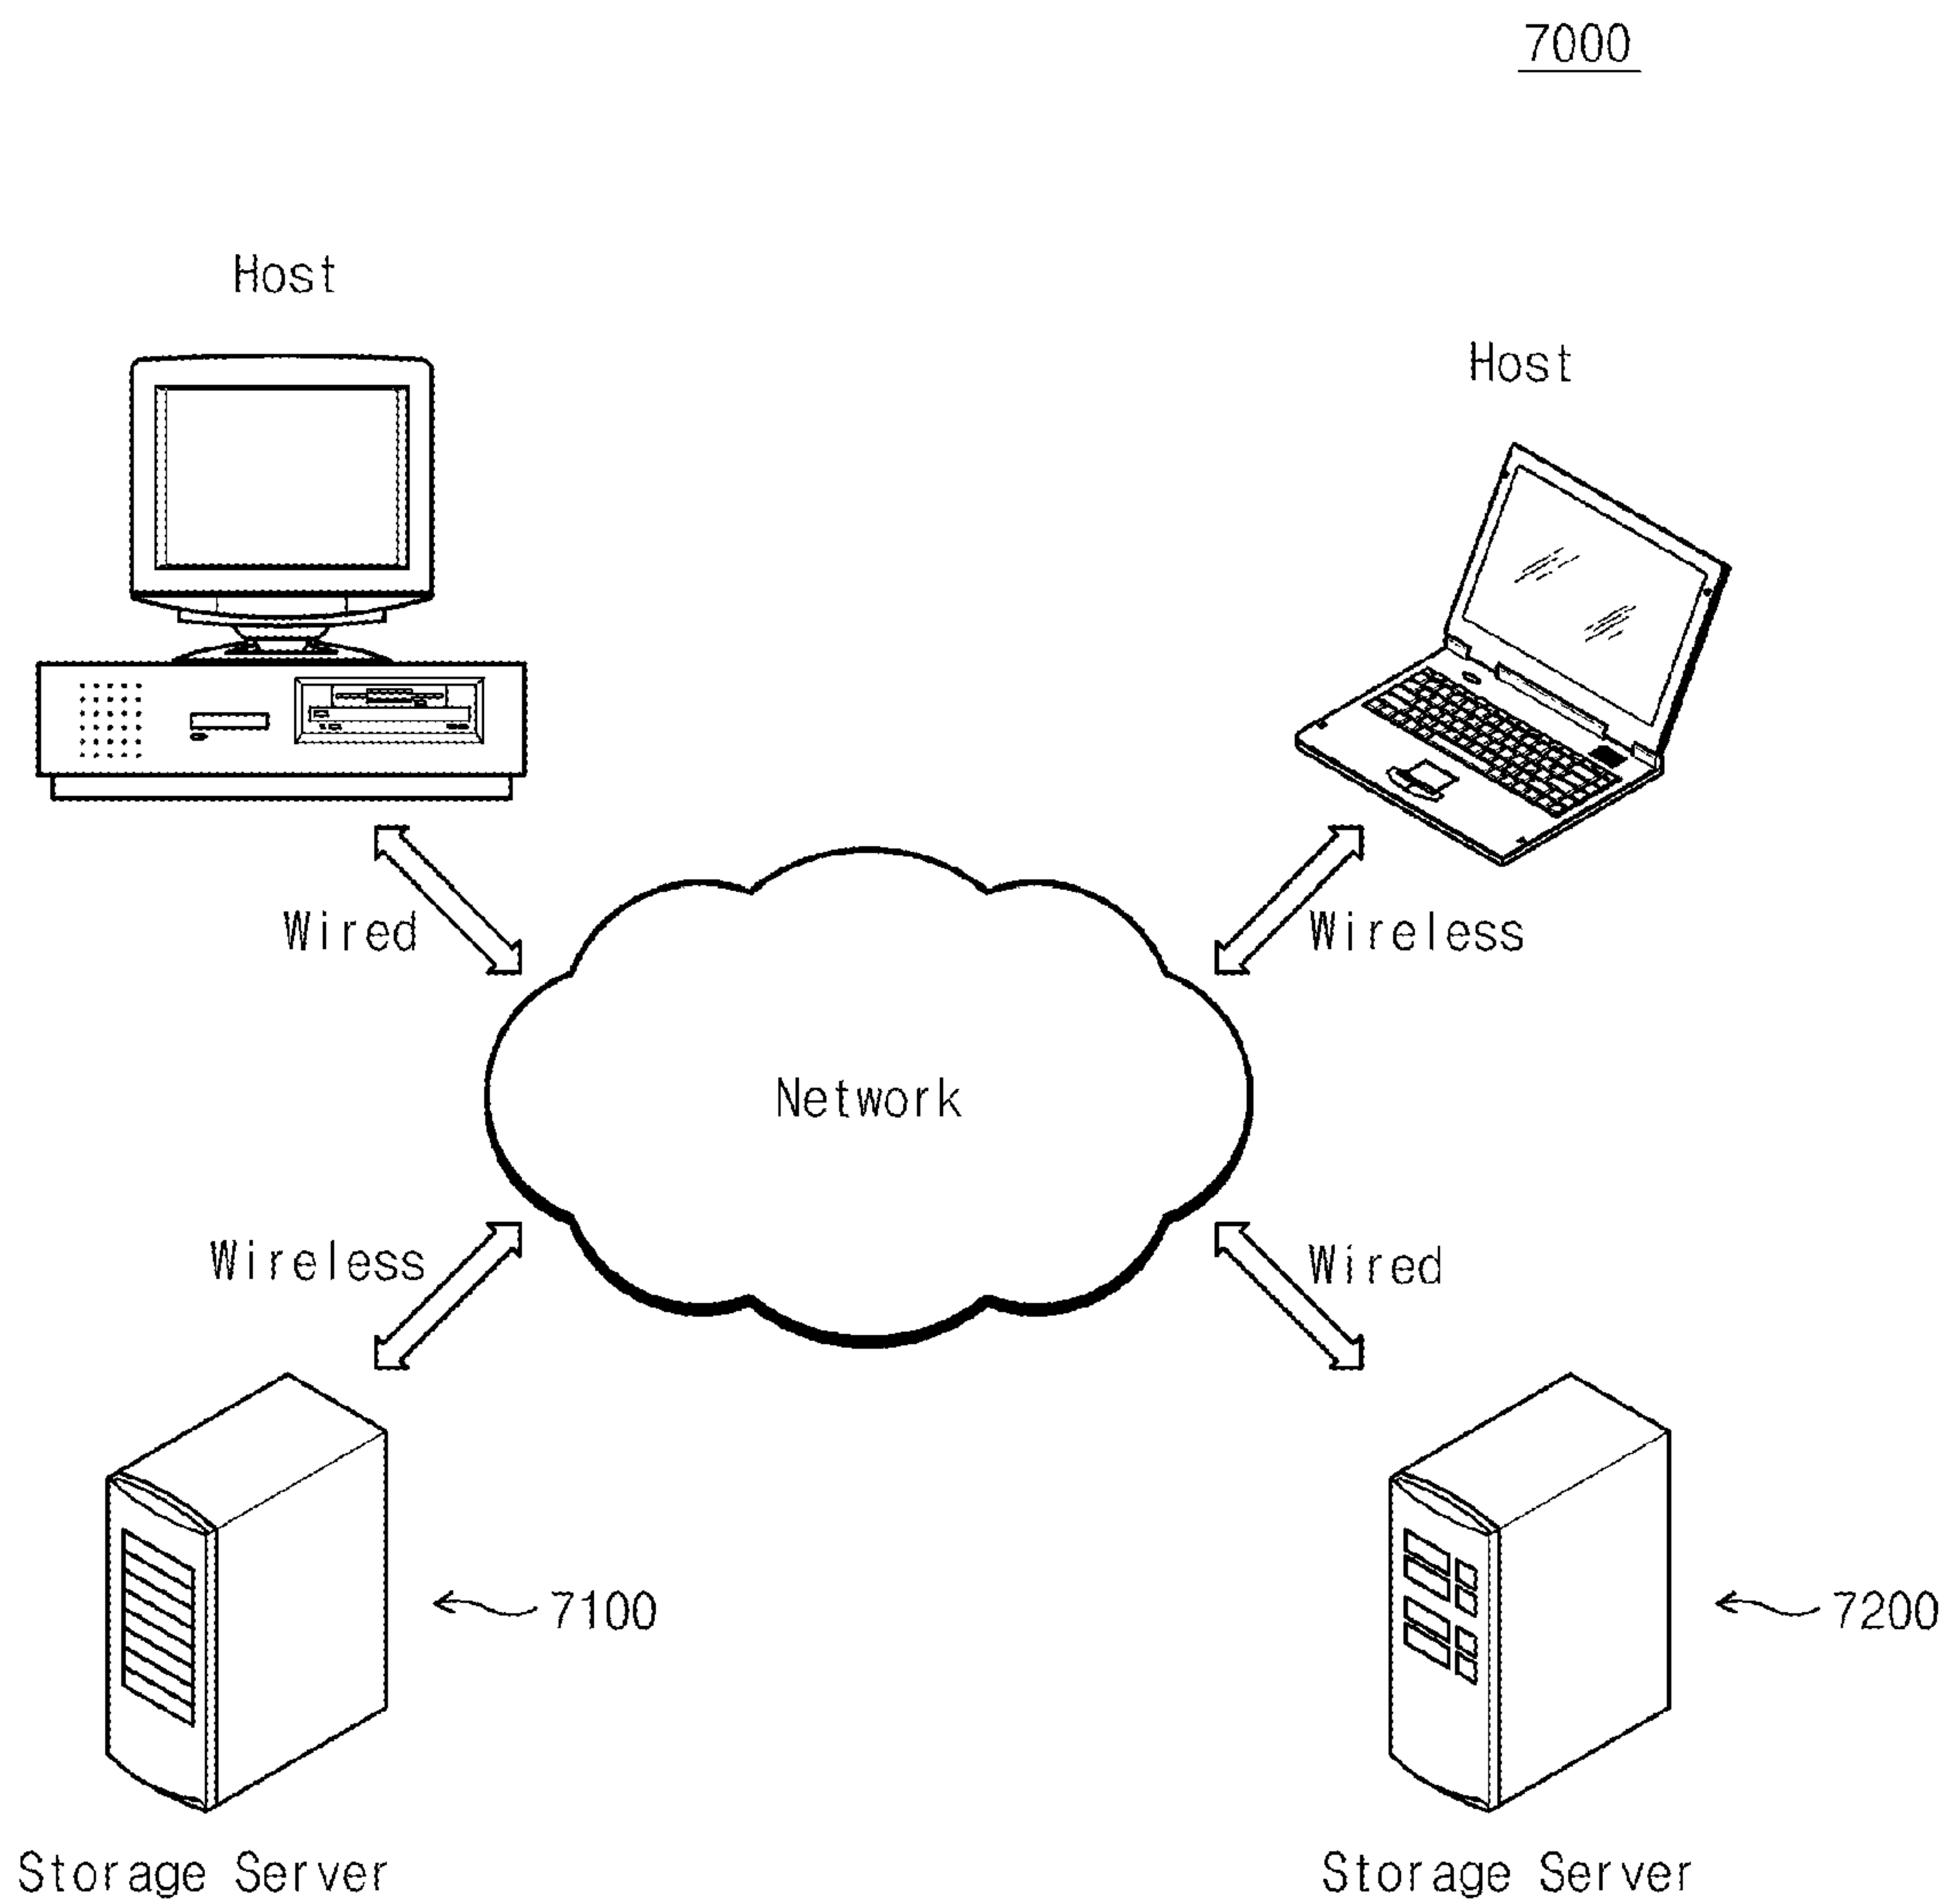 7000
Host
Host
Wired
Wireless
Network
Wireless
Wired
7100
7200
Storage Server
Storage Server